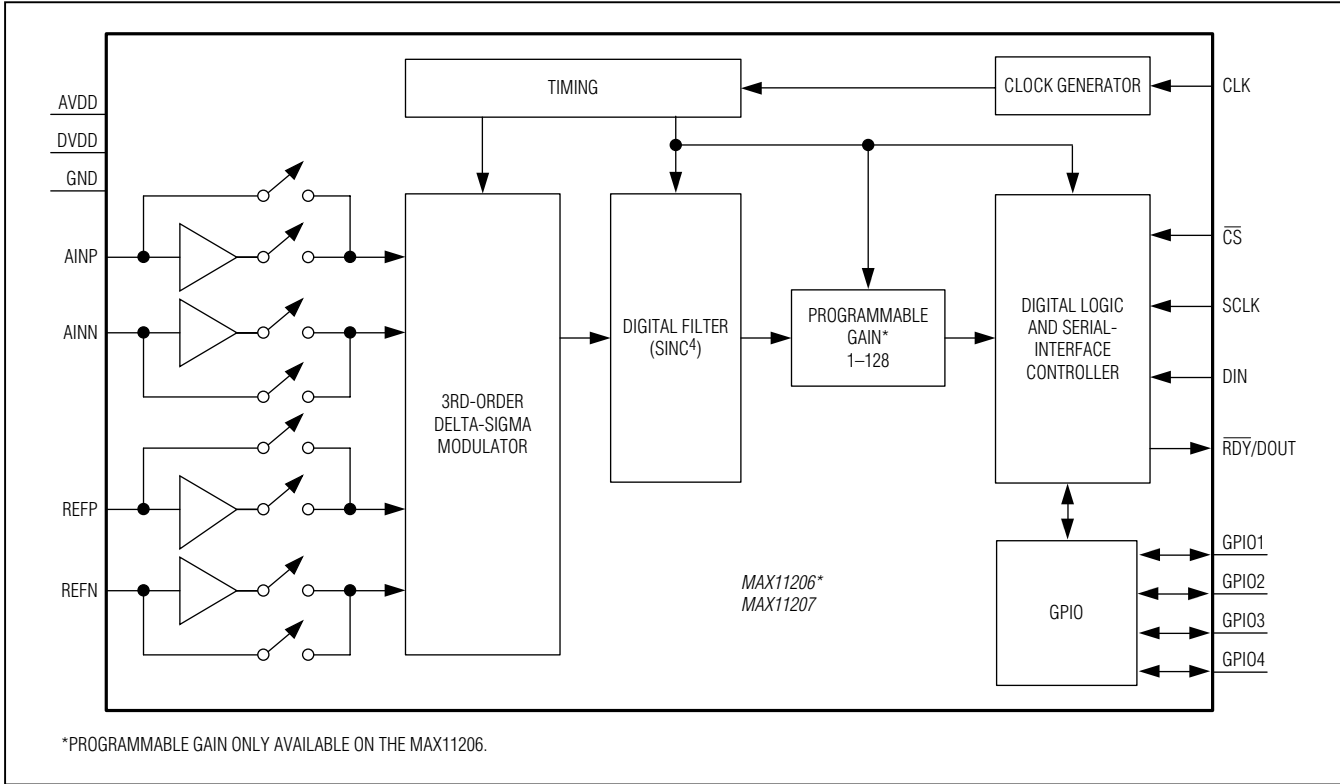 TIMING
CLOCK GENERATOR
CLK
AVDD
DVDD
GND
AINP
AINN
REFP
REFN
3RD-ORDER
DELTA-SIGMA
MODULATOR
DIGITAL FILTER
(SINC⁴)
PROGRAMMABLE
GAIN*
1–128
DIGITAL LOGIC
AND SERIAL-
INTERFACE
CONTROLLER
C̅S̅
SCLK
DIN
R̅D̅Y̅/DOUT
MAX11206*
MAX11207
GPIO
GPIO1
GPIO2
GPIO3
GPIO4
*PROGRAMMABLE GAIN ONLY AVAILABLE ON THE MAX11206.